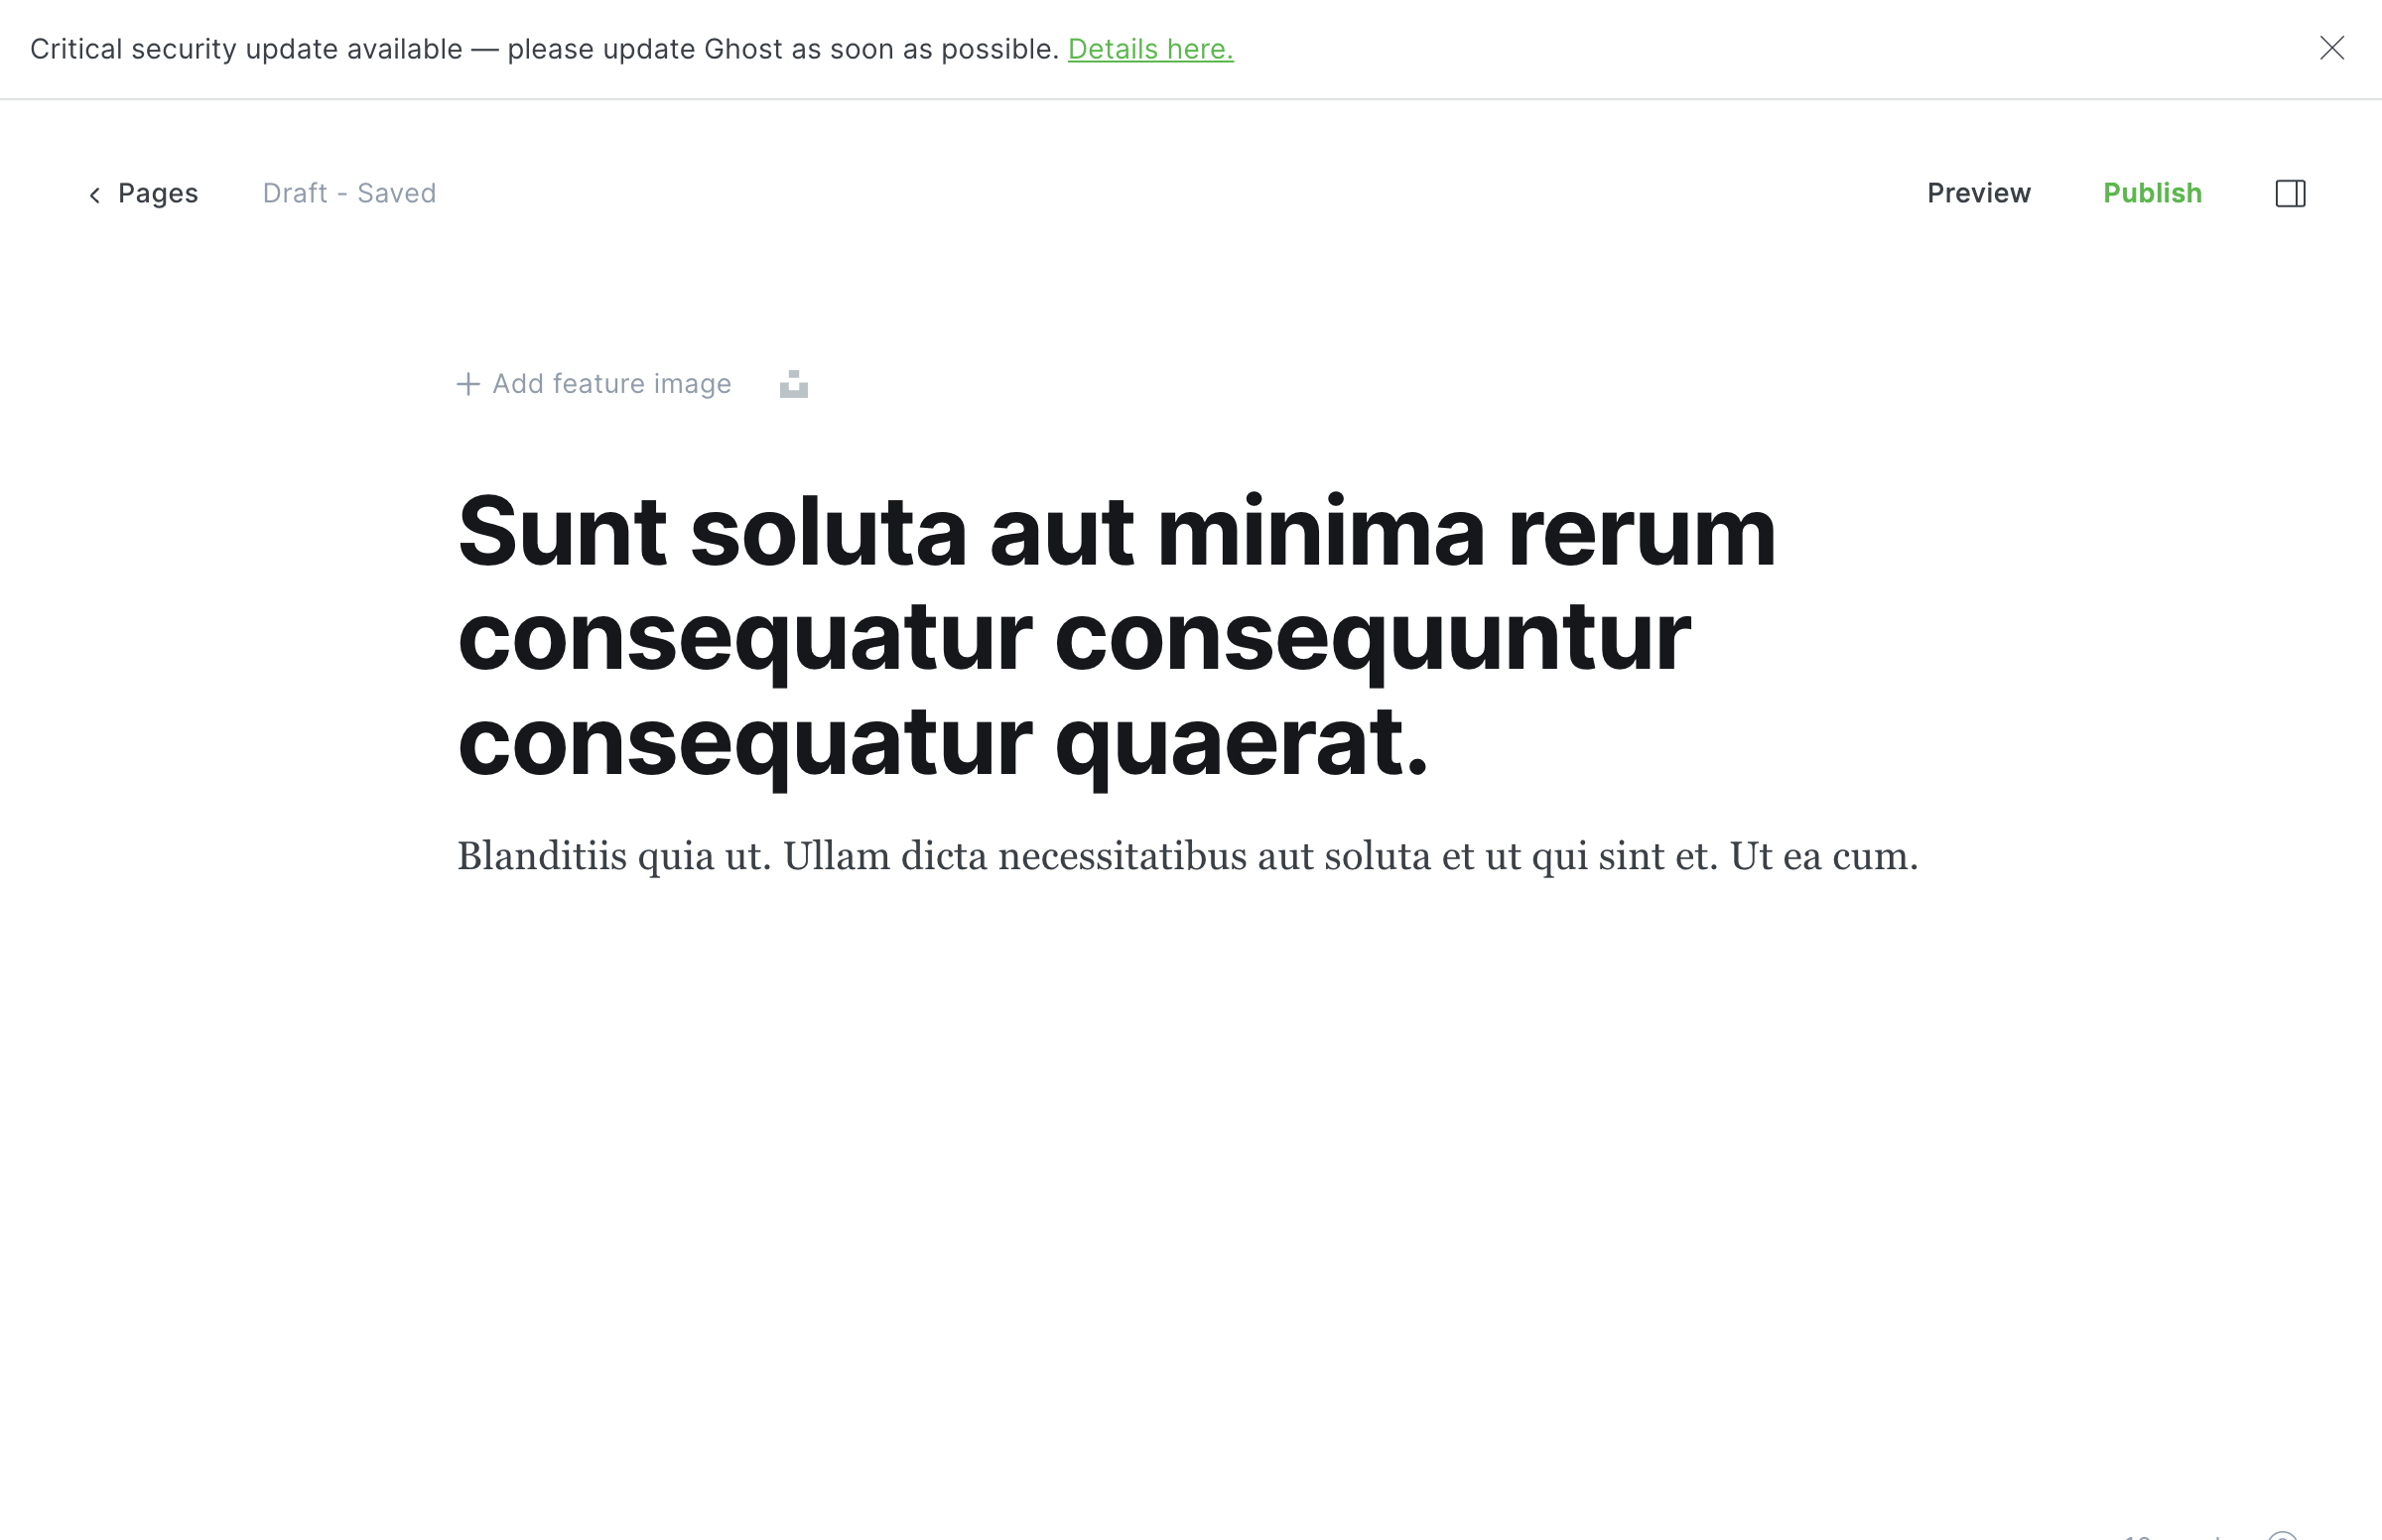 Critical security update available — please update Ghost as soon as possible. Details here.
Pages
Draft - Saved
Preview
Publish
Add feature image
Sunt soluta aut minima rerum
consequatur consequuntur
consequatur quaerat.
Blanditiis quia ut. Ullam dicta necessitatibus aut soluta et ut qui sint et. Ut ea cum.